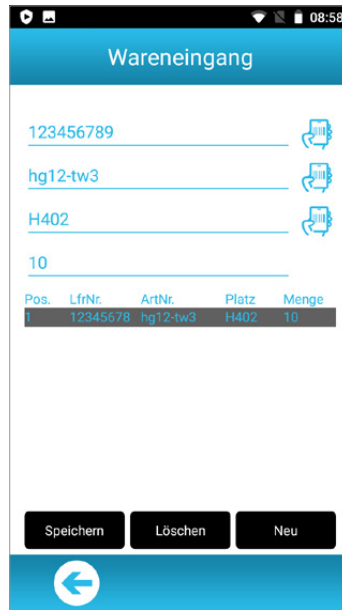 08:58
Wareneingang
123456789
hg12-tw3
H402
10
Pos. LfrNr. ArtNr. Platz Menge
1 12345678 hg12-tw3 H402 10
Speichern Löschen Neu